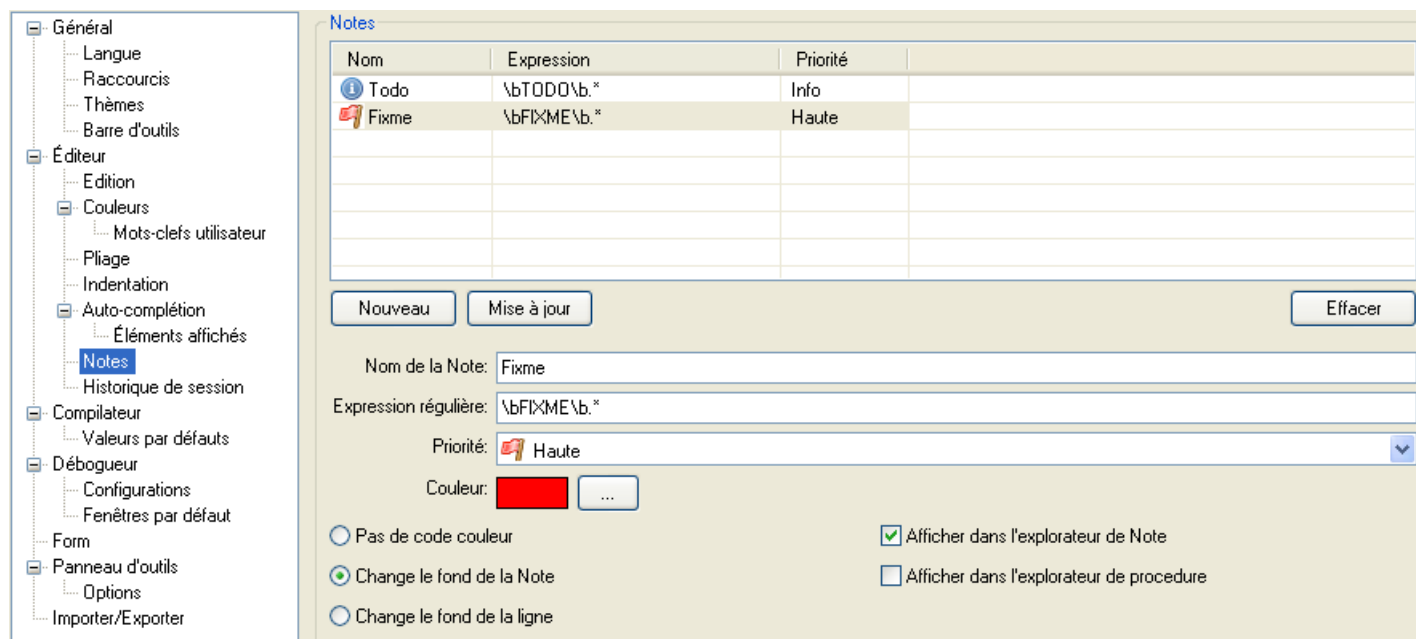 Général
Langue
Raccourcis
Thèmes
Barre d'outils
Éditeur
Edition
Couleurs
Mots-clefs utilisateur
Pliage
Indentation
Auto-complétion
Éléments affichés
Notes
Historique de session
Compilateur
Valeurs par défauts
Débogueur
Configurations
Fenêtres par défaut
Form
Panneau d'outils
Options
Importer/Exporter
Notes
Nom Expression Priorité
Todo \bTODO\b.* Info
Fixme \bFIXME\b.* Haute
Nouveau Mise à jour Effacer
Nom de la Note: Fixme
Expression régulière: \bFIXME\b.*
Priorité: Haute
Couleur: ...
Pas de code couleur Afficher dans l'explorateur de Note
Change le fond de la Note Afficher dans l'explorateur de procedure
Change le fond de la ligne